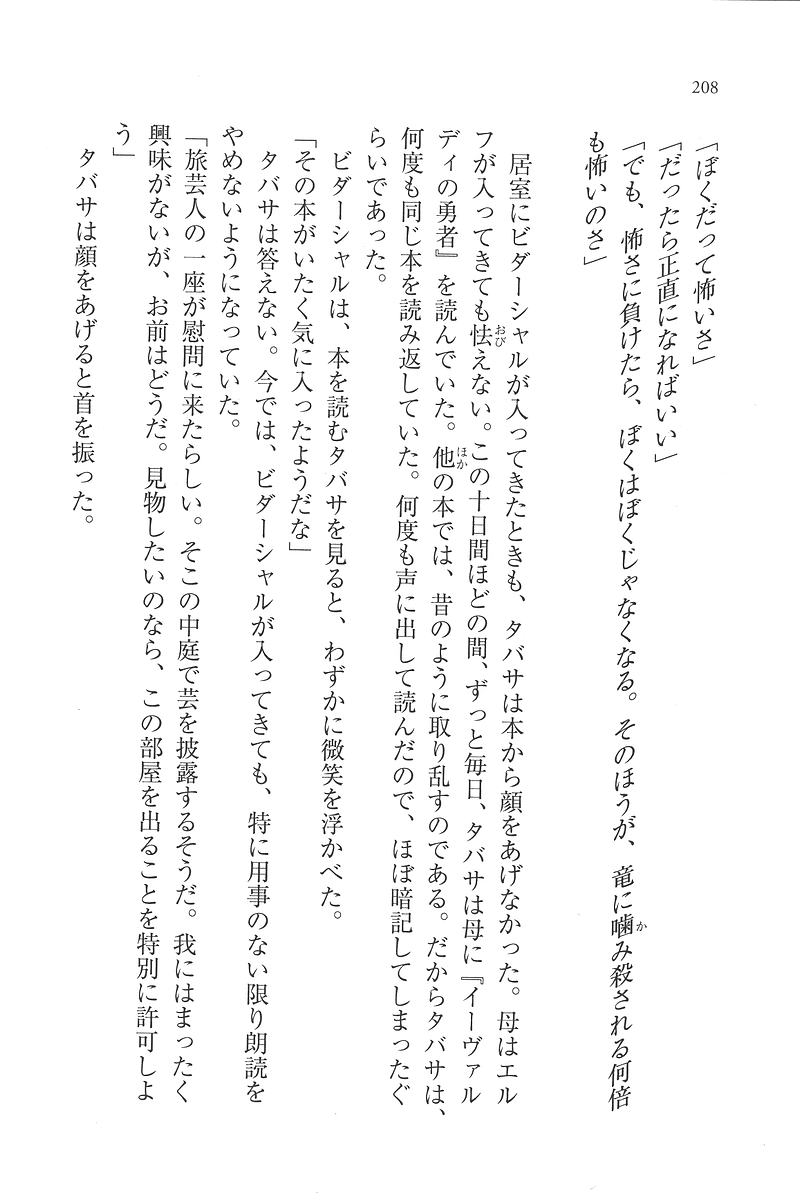 208
「ぼくだって怖いさ」
「だったら正直になればいい」
「でも、怖さに負けたら、ぼくはぼくじゃなくなる。そのほうが、竜に噛み殺される何倍
も怖いのさ」
居室にビダーシャルが入ってきたときも、タバサは本から顔をあげなかった。母はエル
フが入ってきても怯えない。この十日間ほどの間、ずっと毎日、タバサは母に『イーヴァル
ディの勇者』を読んでいた。他の本では、昔のように取り乱すのである。だからタバサは、
何度も同じ本を読み返していた。何度も声に出して読んだので、ほぼ暗記してしまったぐ
らいであった。
ビダーシャルは、本を読むタバサを見ると、わずかに微笑を浮かべた。
「その本がいたく気に入ったようだな」
タバサは答えない。今では、ビダーシャルが入ってきても、特に用事のない限り朗読を
やめないようになっていた。
「旅芸人の一座が慰問に来たらしい。そこの中庭で芸を披露するそうだ。我にはまったく
興味がないが、お前はどうだ。見物したいのなら、この部屋を出ることを特別に許可しよ
う」
タバサは顔をあげると首を振った。